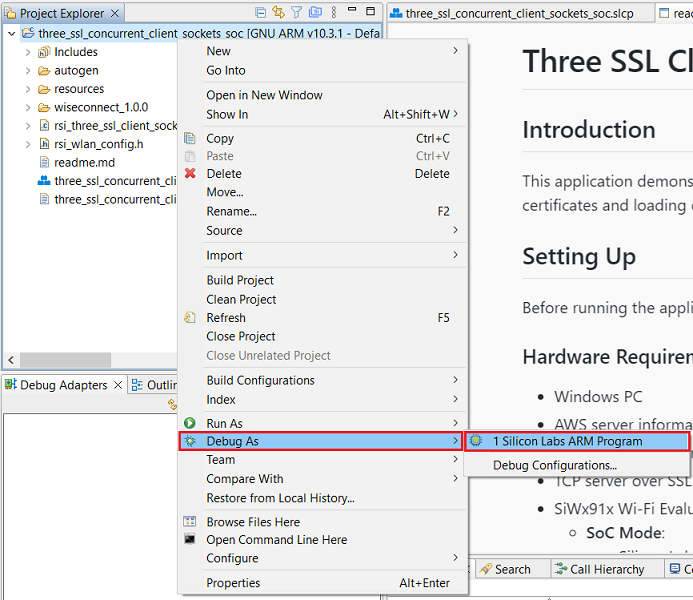 Project Explorer
three_ssl_concurrent_client_sockets_soc [GNU ARM v10.3.1 - Defa
Includes
autogen
resources
wiseconnect_1.0.0
rsi_three_ssl_client_sock
rsi_wlan_config.h
readme.md
three_ssl_concurrent_cli
three_ssl_concurrent_cli
Debug Adapters
Outlin
New
Go Into
Open in New Window
Show In Alt+Shift+W
Copy Ctrl+C
Paste Ctrl+V
Delete Delete
Move...
Rename... F2
Source
Import
Build Project
Clean Project
Refresh F5
Close Project
Close Unrelated Project
Build Configurations
Index
Run As
Debug As
Team
Compare With
Restore from Local History...
Browse Files Here
Open Command Line Here
Configure
Properties Alt+Enter
1 Silicon Labs ARM Program
Debug Configurations...
three_ssl_concurrent_client_sockets_soc.slcp
read
Three SSL Cl
Introduction
This application demons
certificates and loading
Setting Up
Before running the appli
Hardware Requirem
Windows PC
AWS server informa
TCP server over SSL
SiWx91x Wi-Fi Evalu
SoC Mode:
Search
Call Hierarchy